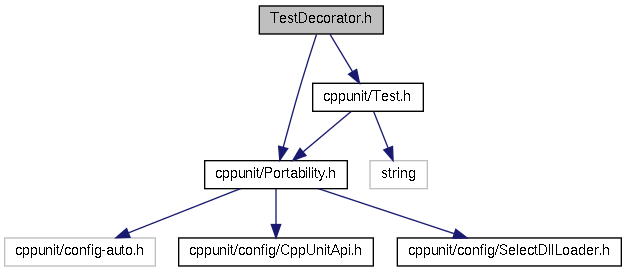 TestDecorator.h
cppunit/Test.h
cppunit/Portability.h
string
cppunit/config-auto.h
cppunit/config/CppUnitApi.h
cppunit/config/SelectDllLoader.h